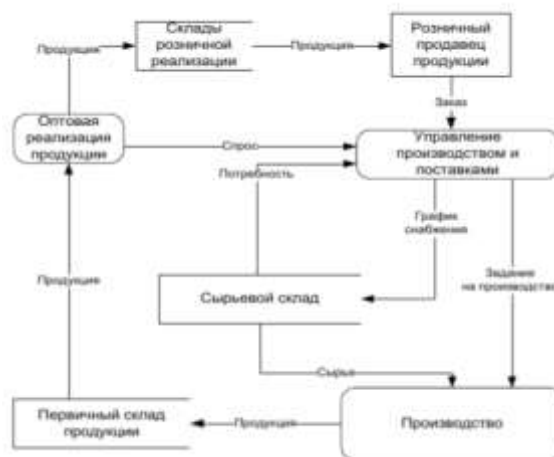 Склады
розничной
реализации
Продукция
Розничный
продавец
продукции
Продукция
Заказ
Оптовая
реализация
продукции
Спрос
Управление
производством и
поставками
Потребность
График
снабжения
Продукция
Сырьевой склад
Задание
на производство
Сырье
Первичный склад
продукции
Продукция
Производство